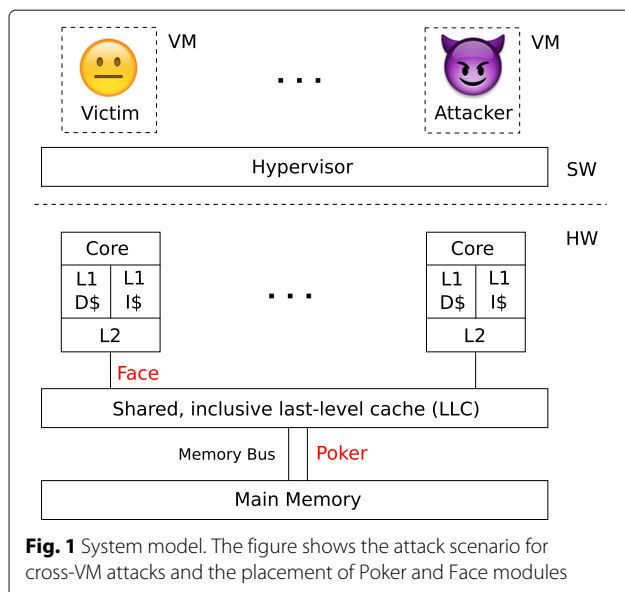 VM
VM
. . .
Victim
Attacker
Hypervisor
SW
HW
Core
Core
L1 L1
L1 L1
D$ I$
. . .
D$ I$
L2
L2
Face
Shared, inclusive last-level cache (LLC)
Memory Bus
Poker
Main Memory
Fig. 1 System model. The figure shows the attack scenario for
cross-VM attacks and the placement of Poker and Face modules